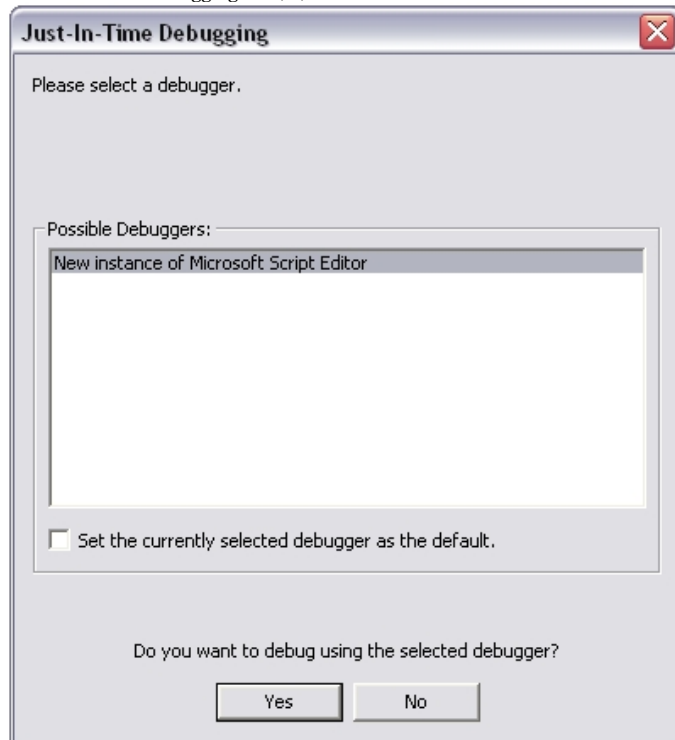 Just-In-Time Debugging
Please select a debugger.
Possible Debuggers:
New instance of Microsoft Script Editor
Set the currently selected debugger as the default.
Do you want to debug using the selected debugger?
Yes
No